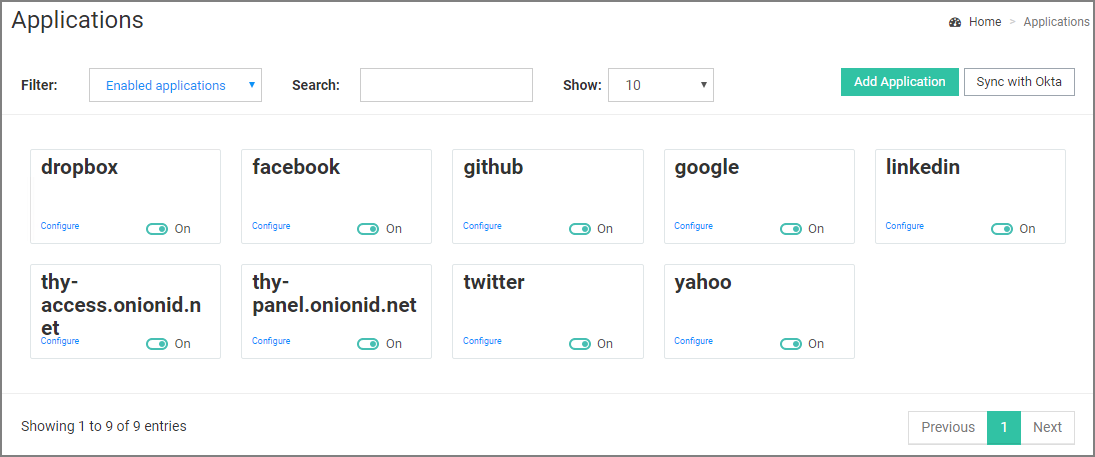 Applications
Home > Applications
Filter: Enabled applications Search: Show: 10 Add Application Sync with Okta
dropbox facebook github google linkedin
Configure On Configure On Configure On Configure On Configure On
thy-
access.onionid.n
et
Configure On
thy-
panel.onionid.net
Configure On
twitter
Configure On
yahoo
Configure On
Showing 1 to 9 of 9 entries
Previous 1 Next